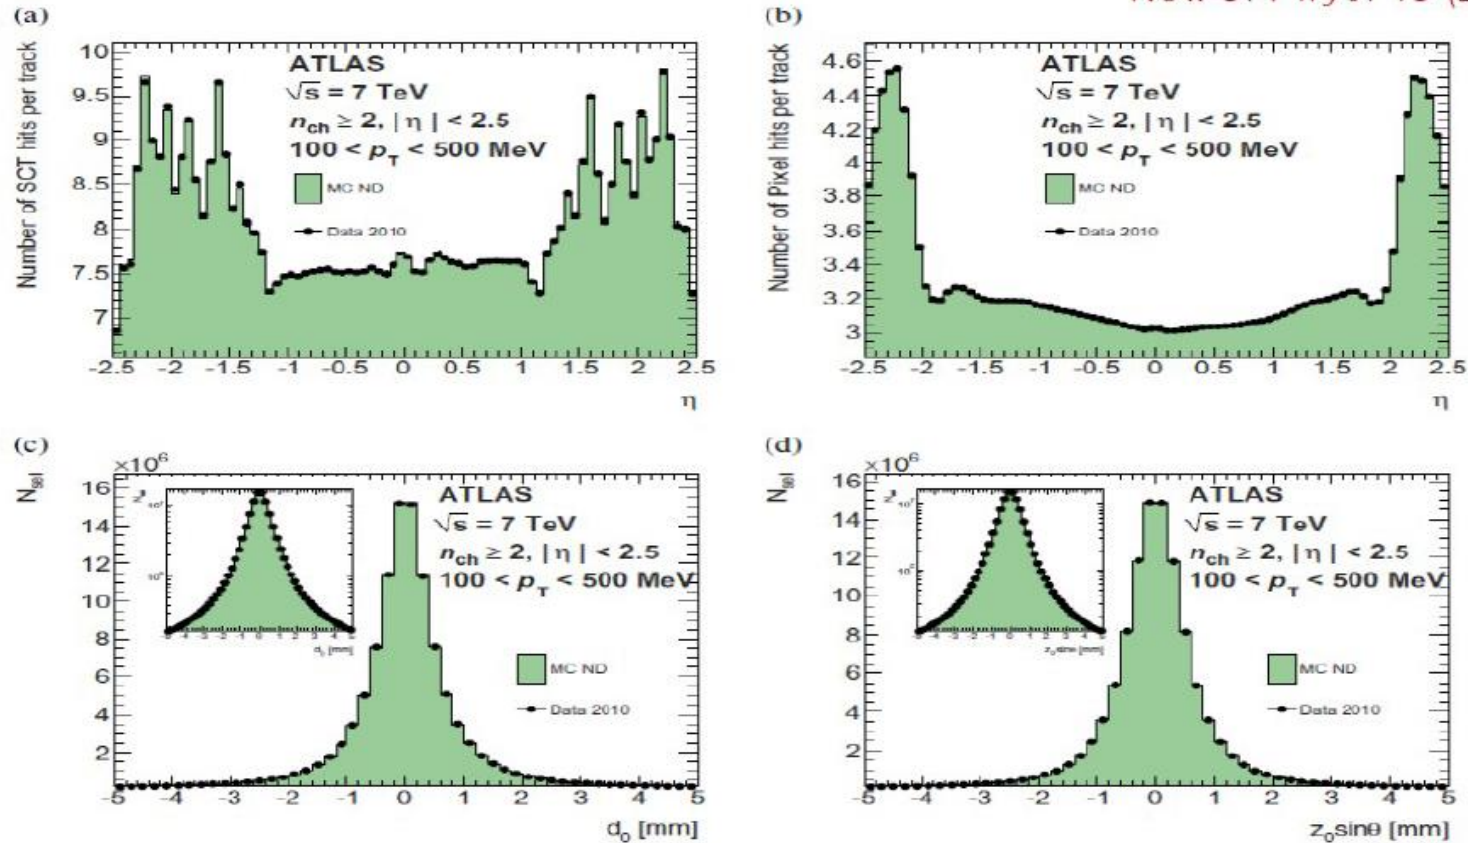 (a)
Number of SCT hits per track
10
9.5
9
8.5
8
7.5
7
-2.5 -2 -1.5 -1 -0.5 0 0.5 1 1.5 2 2.5
η
ATLAS
√s = 7 TeV
n_ch ≥ 2, | η | < 2.5
100 < p_T < 500 MeV
MC ND
Data 2010
(b)
Number of Pixel hits per track
4.6
4.4
4.2
4
3.8
3.6
3.4
3.2
3
-2.5 -2 -1.5 -1 -0.5 0 0.5 1 1.5 2 2.5
η
ATLAS
√s = 7 TeV
n_ch ≥ 2, | η | < 2.5
100 < p_T < 500 MeV
MC ND
Data 2010
(c)
×10⁶
N_sel
16
14
12
10
8
6
4
2
-5 -4 -3 -2 -1 0 1 2 3 4 5
d₀ [mm]
ATLAS
√s = 7 TeV
n_ch ≥ 2, | η | < 2.5
100 < p_T < 500 MeV
MC ND
Data 2010
d₀ [mm]
(d)
×10⁶
N_sel
16
14
12
10
8
6
4
2
-5 -4 -3 -2 -1 0 1 2 3 4 5
z₀sinθ [mm]
ATLAS
√s = 7 TeV
n_ch ≥ 2, | η | < 2.5
100 < p_T < 500 MeV
MC ND
Data 2010
z₀sinθ [mm]